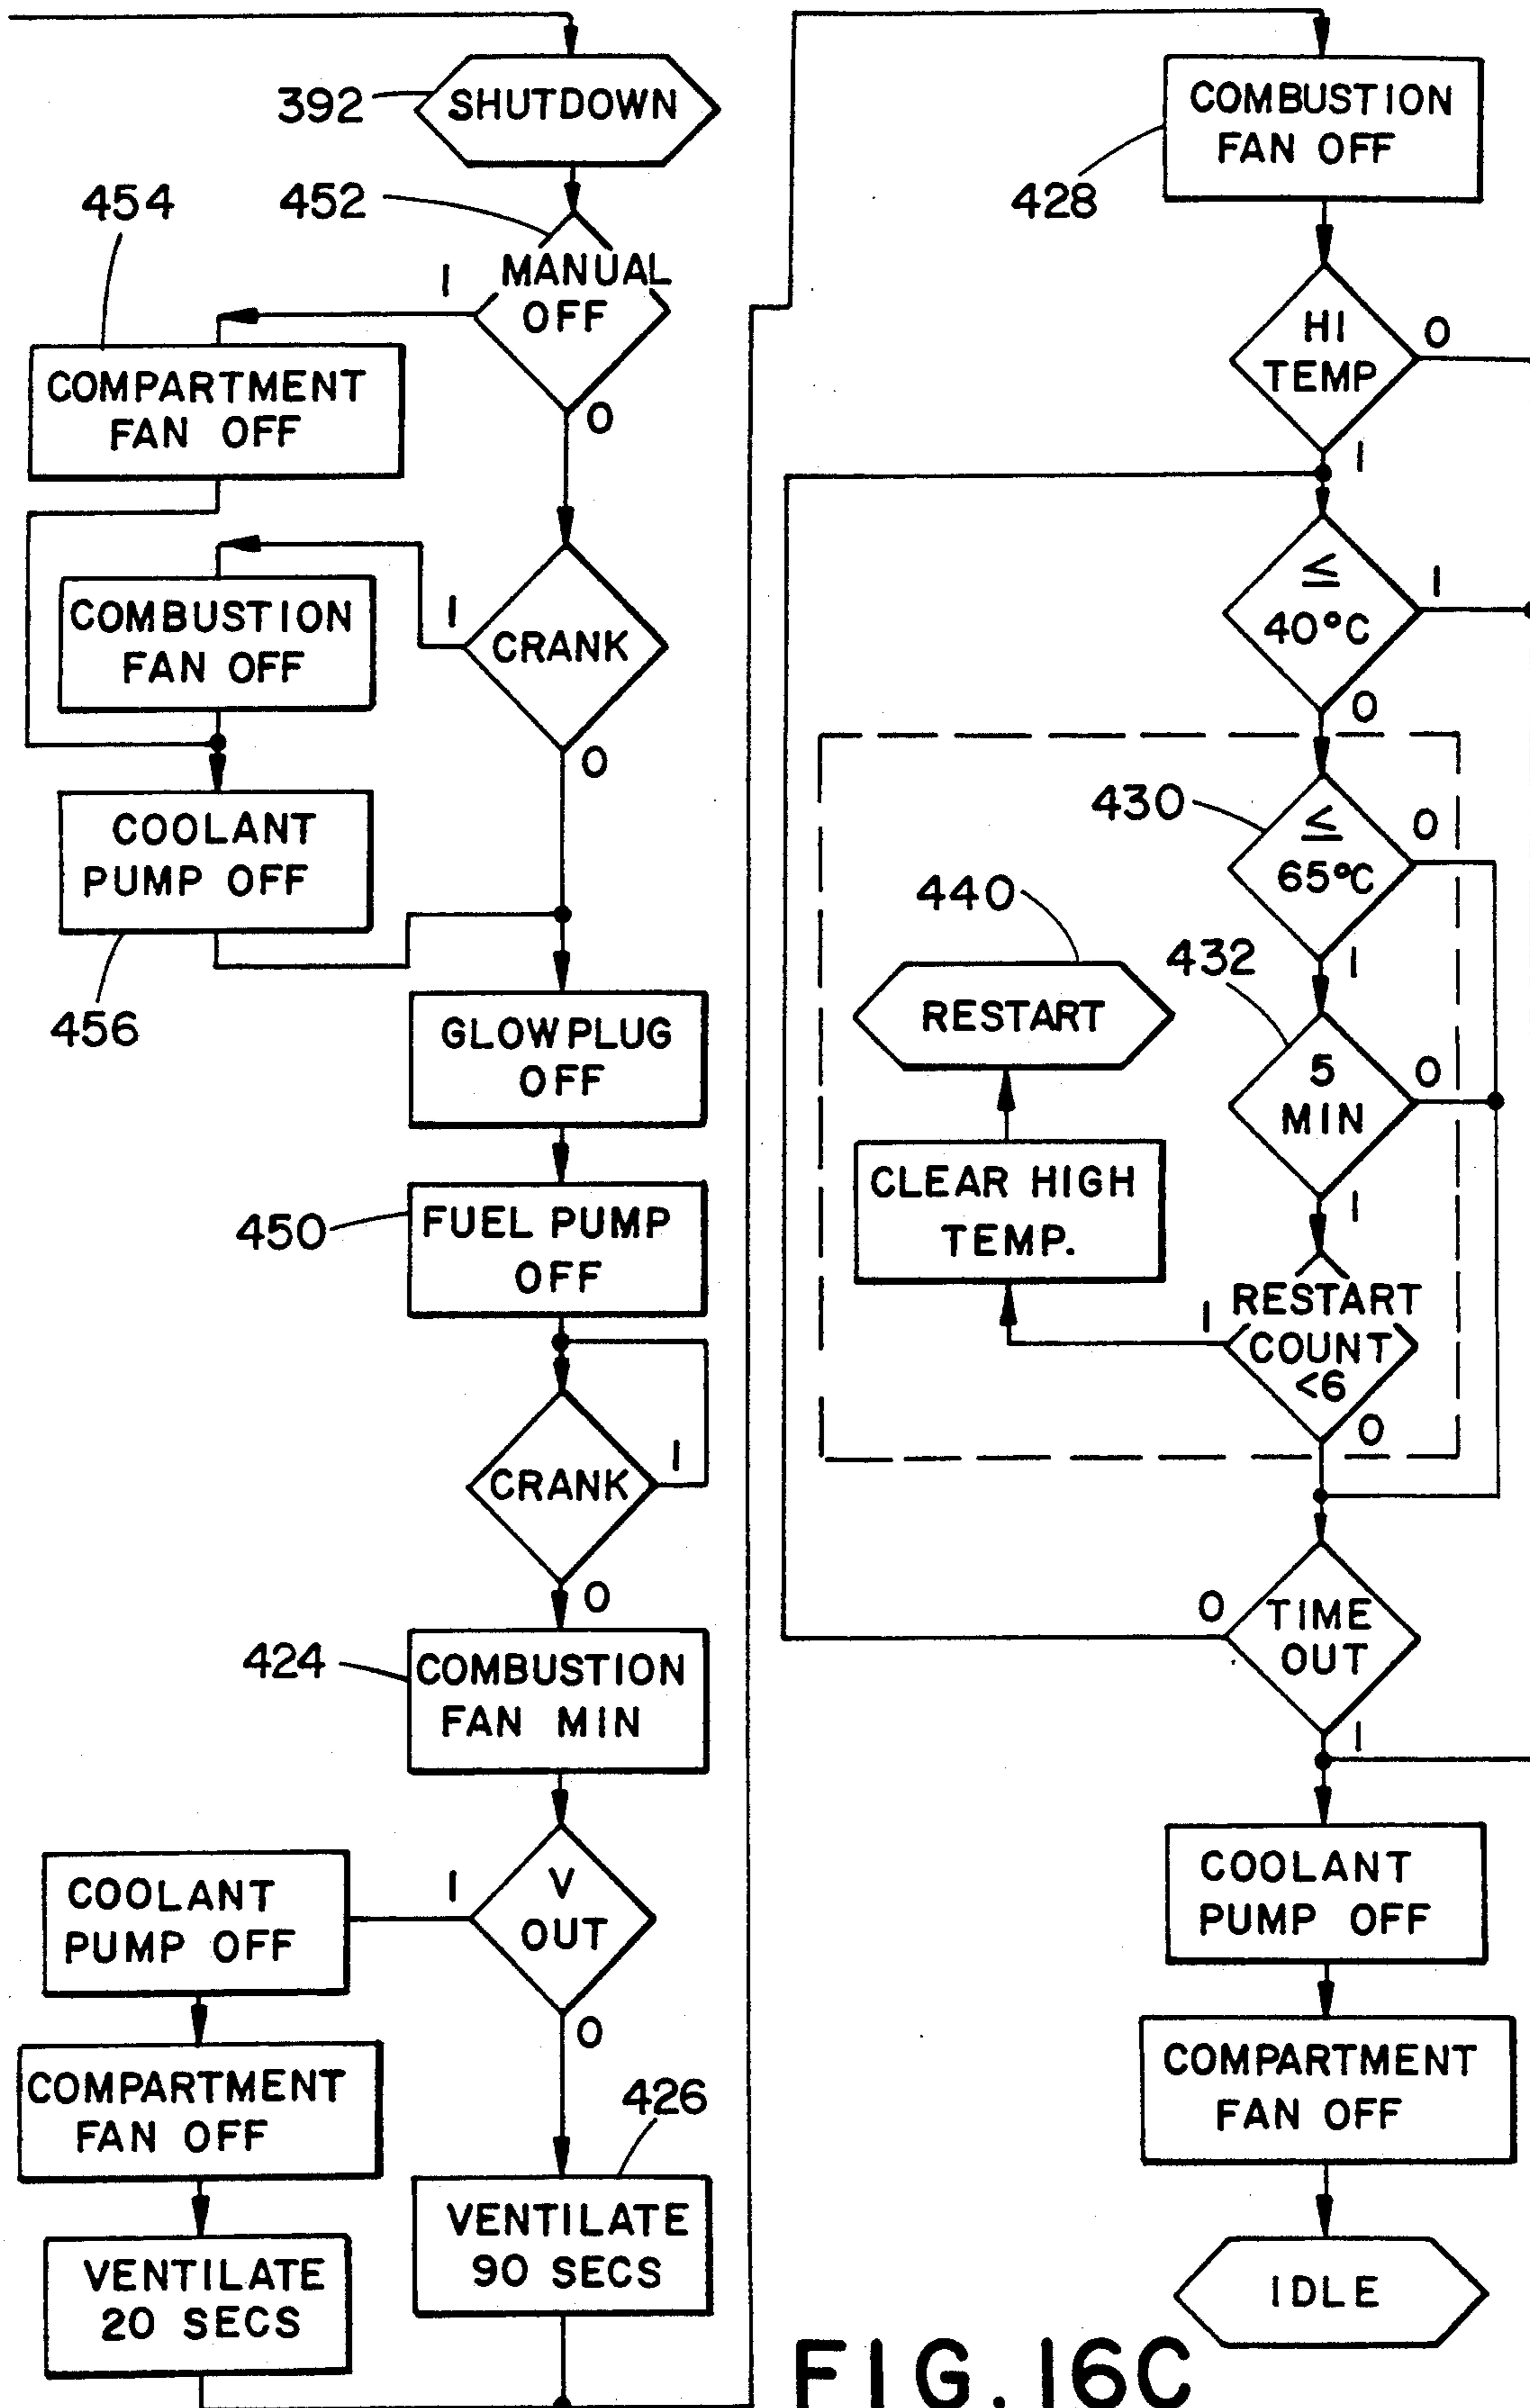 392
SHUTDOWN
452
MANUAL
OFF
1
0
454
COMPARTMENT
FAN OFF
COMBUSTION
FAN OFF
1
CRANK
0
COOLANT
PUMP OFF
456
GLOWPLUG
OFF
450
FUEL PUMP
OFF
CRANK
1
0
424
COMBUSTION
FAN MIN
V
OUT
1
0
COOLANT
PUMP OFF
COMPARTMENT
FAN OFF
VENTILATE
20 SECS
426
VENTILATE
90 SECS
COMBUSTION
FAN OFF
428
HI
TEMP
0
1
≤
40°C
1
0
430
≤
65°C
0
1
432
5
MIN
0
1
440
RESTART
CLEAR HIGH
TEMP.
RESTART
COUNT
<6
1
0
TIME
OUT
0
1
COOLANT
PUMP OFF
COMPARTMENT
FAN OFF
IDLE
FIG. 16C